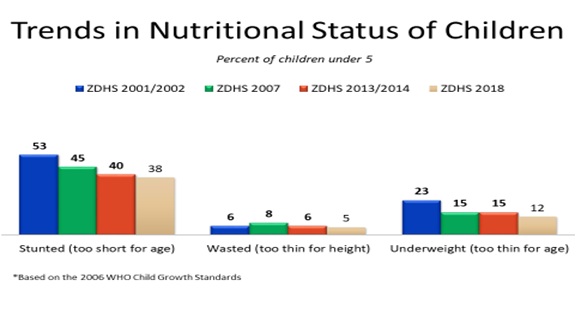 Trends in Nutritional Status of Children
Percent of children under 5
ZDHS 2001/2002 ZDHS 2007 ZDHS 2013/2014 ZDHS 2018
53 45 40 38
6 8 6 5
23 15 15 12
Stunted (too short for age) Wasted (too thin for height) Underweight (too thin for age)
*Based on the 2006 WHO Child Growth Standards